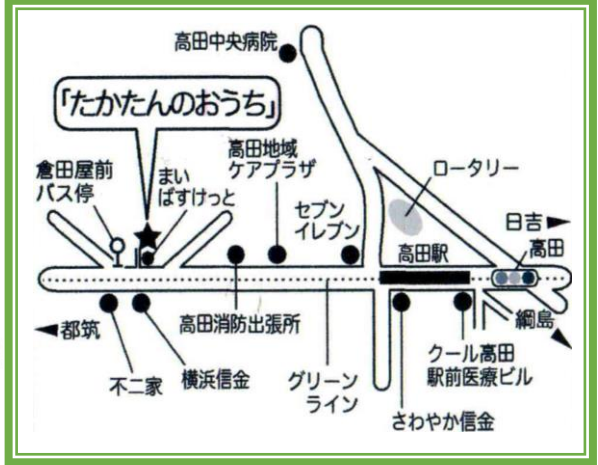 高田中央病院
「たかたんのおうち」
倉田屋前
バス停
まい
ばすけっと
高田地域
ケアプラザ
セブン
イレブン
ロータリー
日吉
高田駅
高田
都筑
高田消防出張所
綱島
不二家
横浜信金
グリーン
ライン
クール高田
駅前医療ビル
さわやか信金